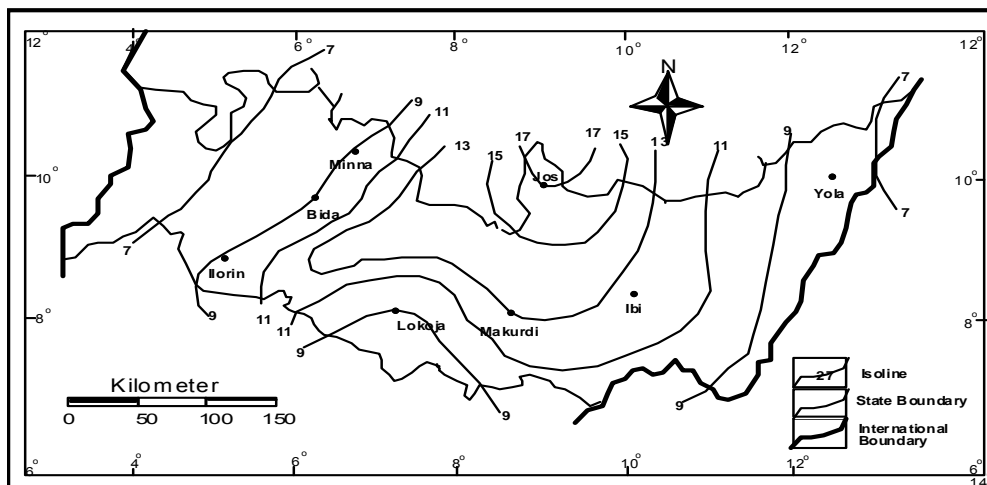 12° 4° 6° 8° 10° 12° 12°
7 7
N
9 11
17 17 15 13 11 9
13
15
Minna
Jos
10° 10°
Yola
Bida
7
7
Ilorin
Ibi
9 11
11
8° Lokoja Makurdi 8°
9
27 Isoline
Kilometer
State Boundary
9 9
0 50 100 150
International
Boundary
6° 4° 6° 8° 10° 12° 6°
14